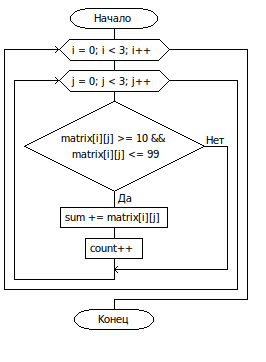 Начало
i = 0; i < 3; i++
j = 0; j < 3; j++
matrix[i][j] >= 10 &&
matrix[i][j] <= 99
Нет
Да
sum += matrix[i][j]
count++
Конец